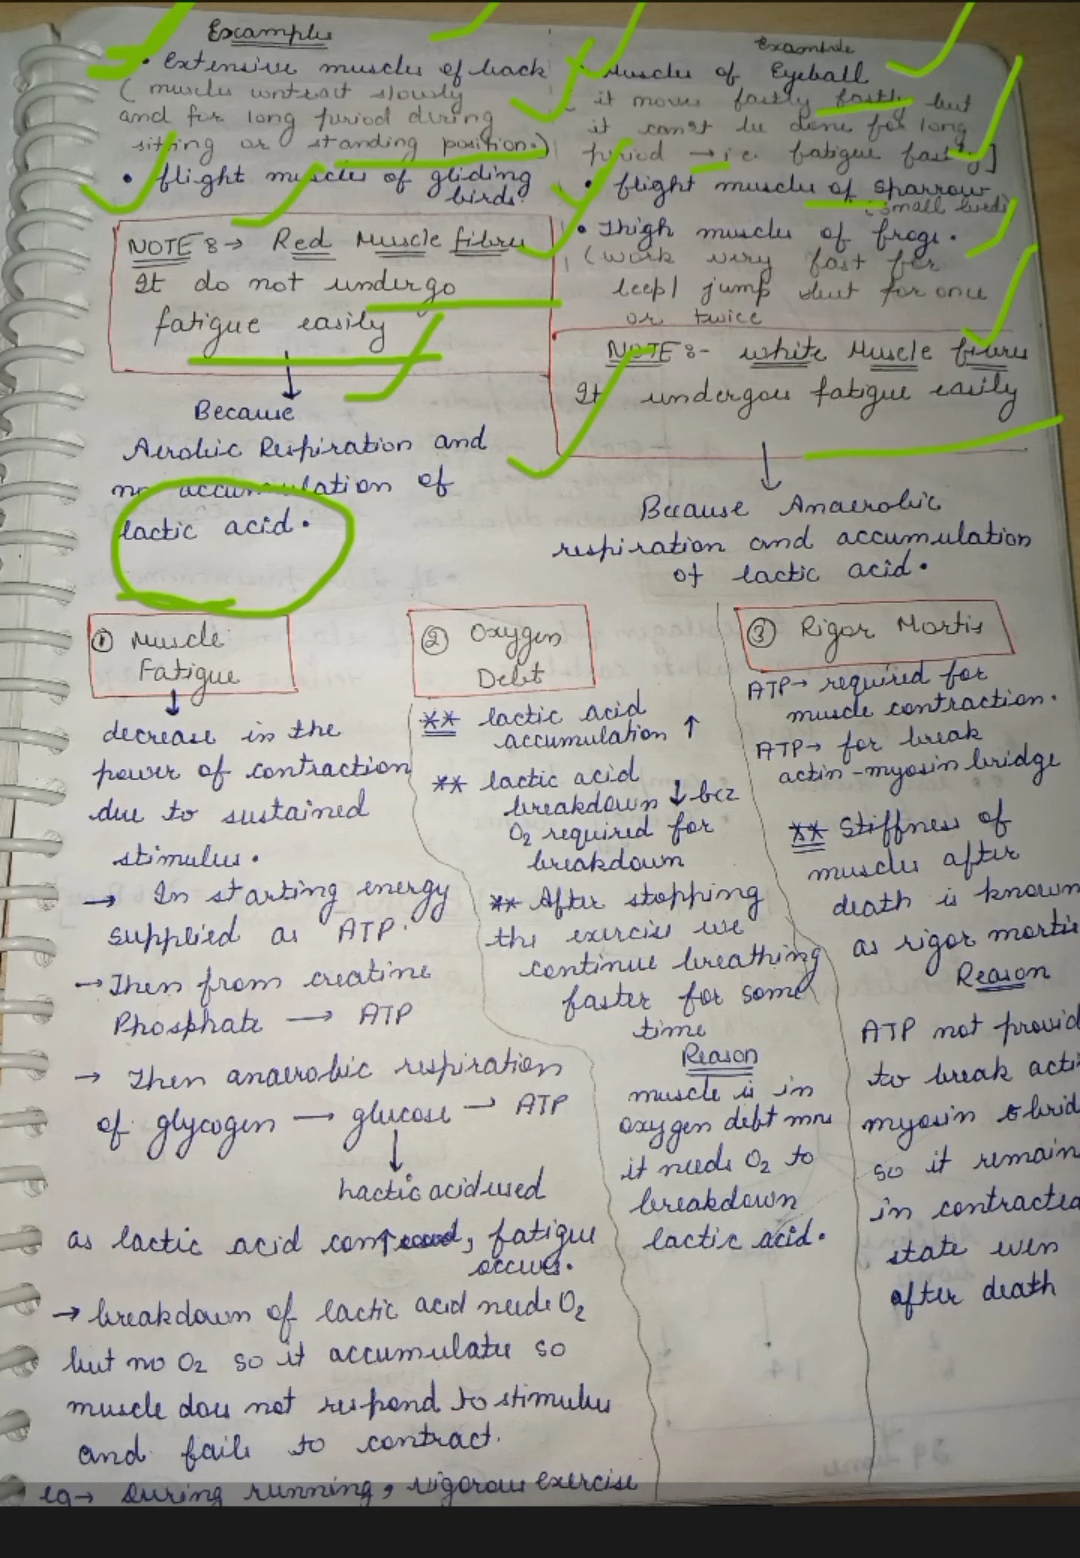 Examples
• Extensive muscles of back
( muscles contract slowly
and for long period during
sitting or standing position.)
• flight muscles of gliding
birds.
NOTE :→ Red Muscle fibres
It do not undergo
fatigue easily
↓
Because
Aerobic Respiration and
no accumulation of
lactic acid.
Example
• Muscles of Eyeball
( it moves fastly fastly but
it can't be done for long
period → i.e. fatigue fastly]
• flight muscles of sparrow
(small birds)
• Thigh muscles of frogs.
(work very fast for
leep/ jump but for once
or twice
NOTE :- White Muscle fibres
It undergoes fatigue easily
↓
Because Anaerobic
respiration and accumulation
of lactic acid.
① Muscle
Fatigue
↓
decrease in the
power of contraction
due to sustained
stimulus.
→ In starting energy
supplied as ATP.
→ Then from creatine
Phosphate → ATP
→ Then anaerobic respiration
of glycogen → glucose → ATP
↓
Lactic acid used
as lactic acid con↑, fatigue
occurs.
→ breakdown of lactic acid needs O2
but no O2 so it accumulates so
muscle does not respond to stimulus
and fails to contract.
eg→ During running, rigorous exercise
② Oxygen
Debt
** lactic acid
accumulation ↑
** lactic acid
breakdown ↓ bcz
O2 required for
breakdown
** After stopping
the exercise we
continue breathing
faster for some
time
Reason
muscle is in
oxygen debt
it needs O2 to
breakdown
lactic acid.
③ Rigor Mortis
ATP→ required for
muscle contraction.
ATP→ for break
actin-myosin bridge
** Stiffness of
muscles after
death is known
as rigor mortis
Reason
ATP not provid
to break acti
myosin brid
so it remain
in contracted
state even
after death